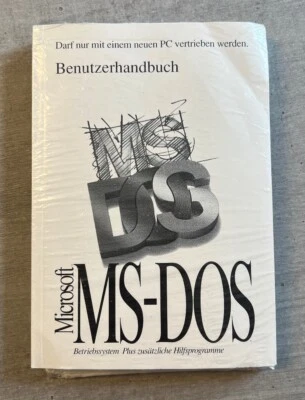 Darf nur mit einem neuen PC vertrieben werden.
Benutzerhandbuch
MS
DOS
Microsoft
MS-DOS
Betriebssystem Plus zusätzliche Hilfsprogramme